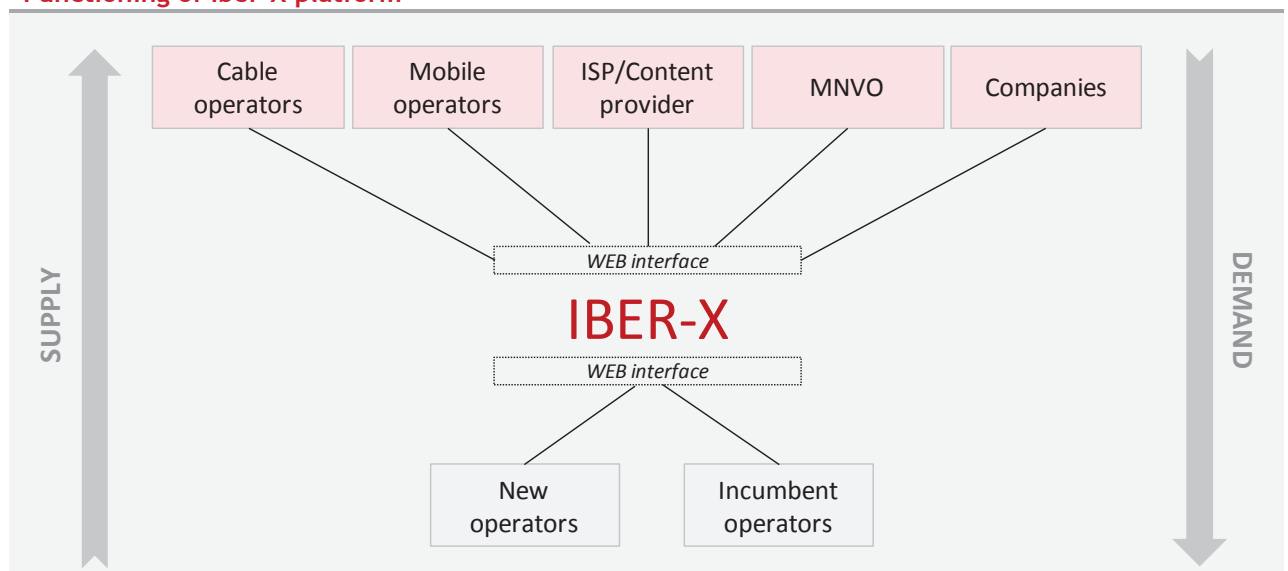 Cable
operators
Mobile
operators
ISP/Content
provider
MNVO
Companies
WEB interface
IBER-X
WEB interface
SUPPLY
DEMAND
New
operators
Incumbent
operators